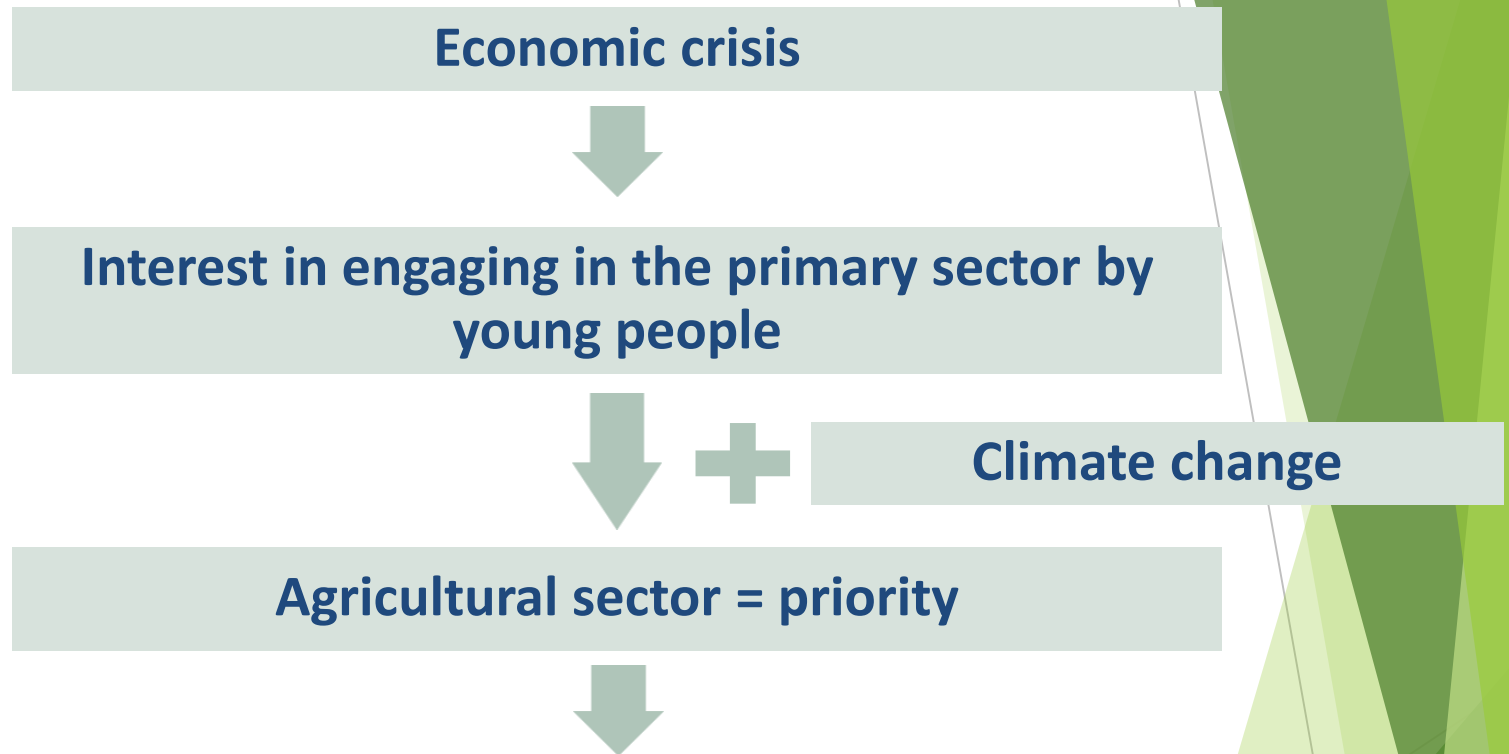 Economic crisis
Interest in engaging in the primary sector by
young people
Climate change
Agricultural sector = priority